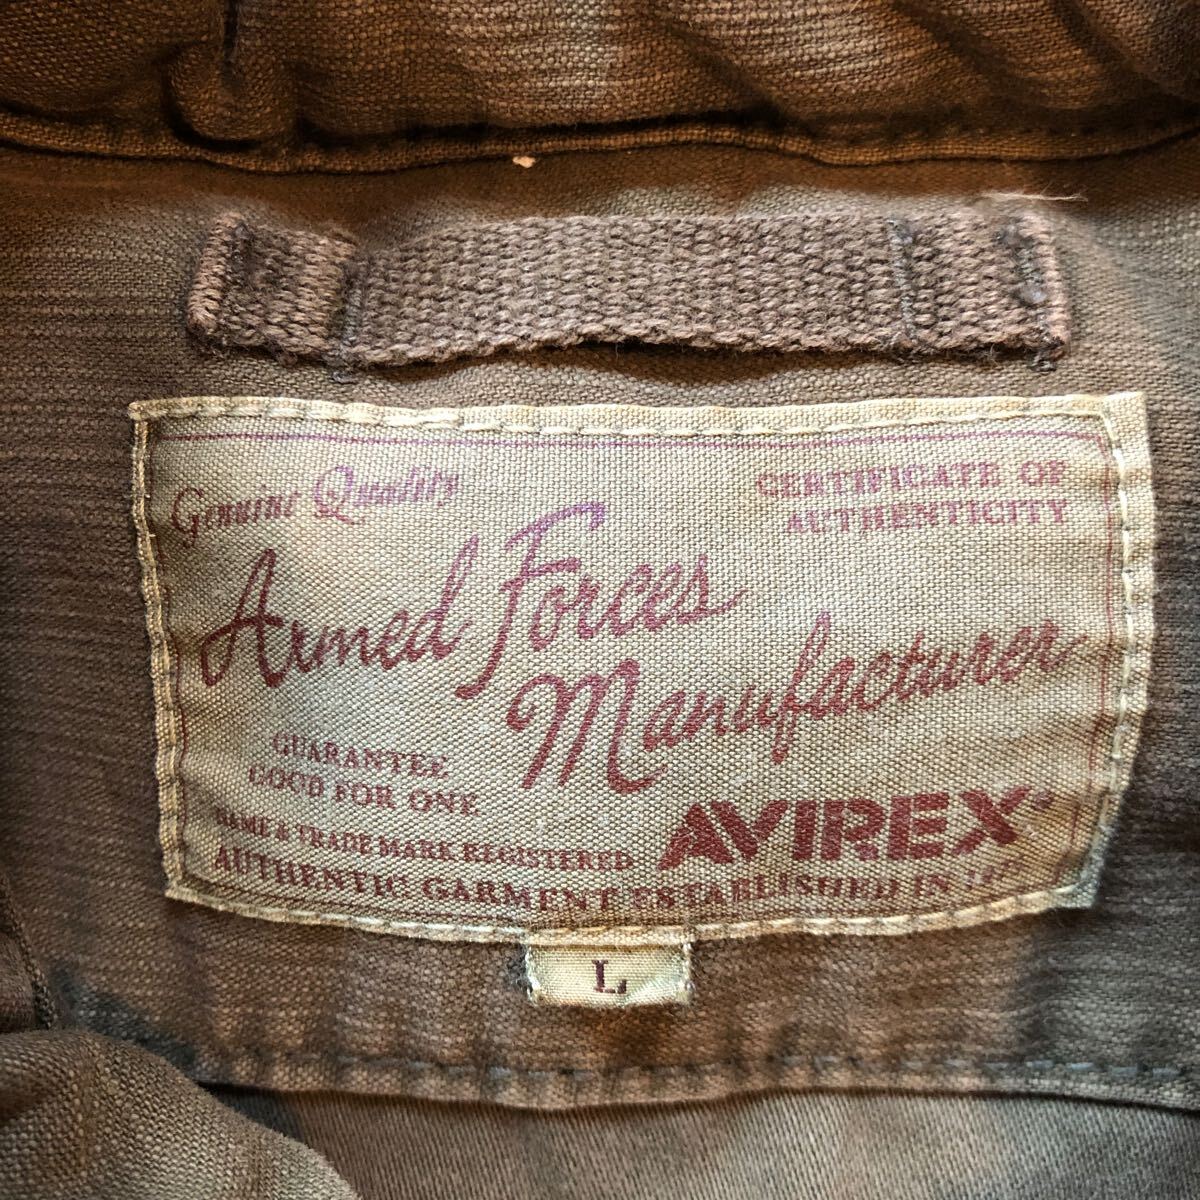 Genuine Quality
CERTIFICATE OF
AUTHENTICITY
Armed Forces
Manufacturer
GUARANTEE
GOOD FOR ONE
NAME & TRADE MARK REGISTERED
AVIREX®
AUTHENTIC GARMENT ESTABLISHED IN
L